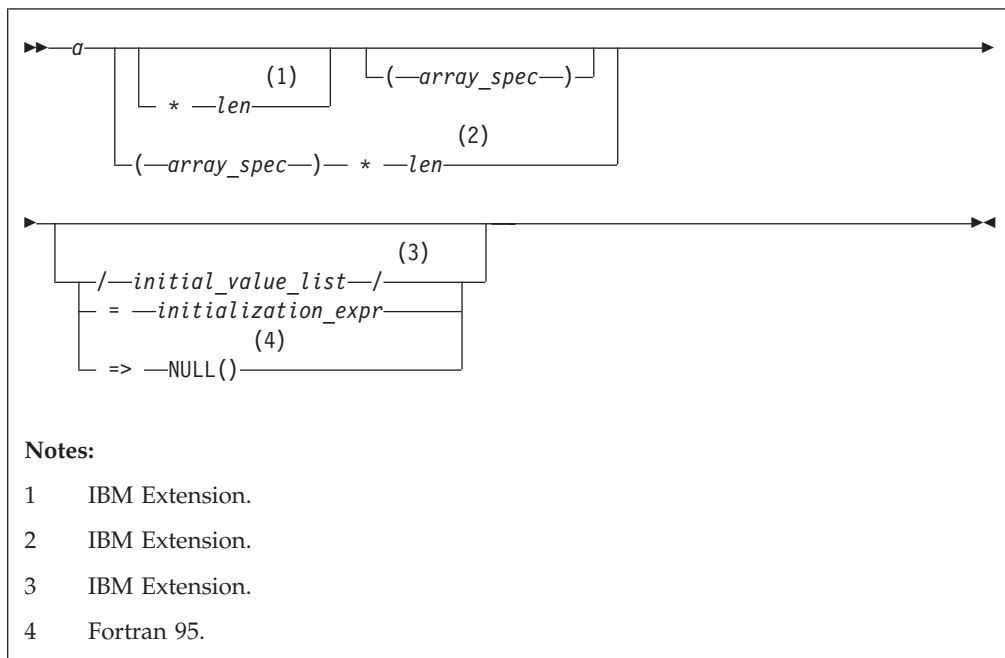 a
(1)
* len
( array_spec )
(2)
( array_spec ) * len
(3)
/ initial_value_list /
= initialization_expr
(4)
=> NULL()
Notes:
1 IBM Extension.
2 IBM Extension.
3 IBM Extension.
4 Fortran 95.